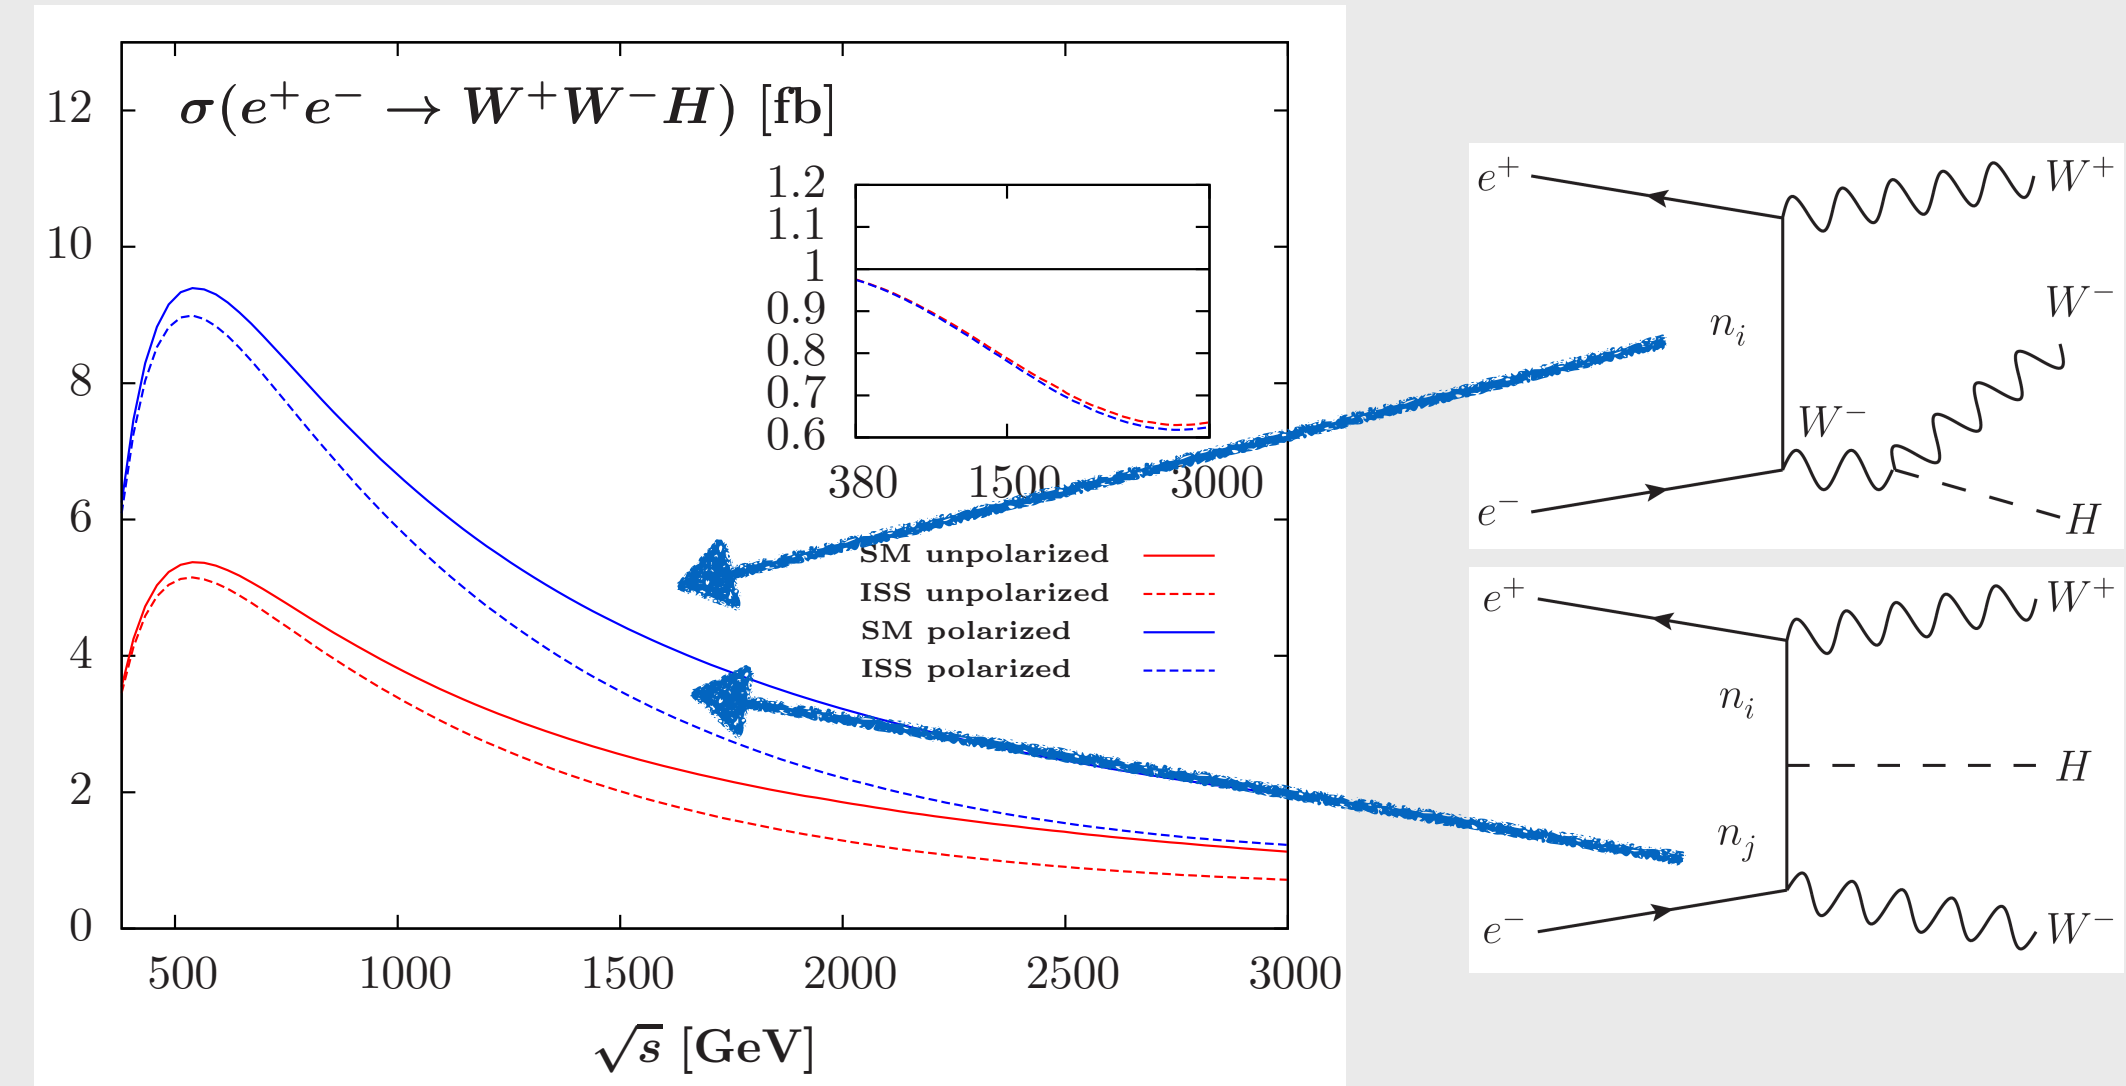 σ(e⁺e⁻ → W⁺W⁻H) [fb]
12
10
8
6
4
2
0
500 1000 1500 2000 2500 3000
√s [GeV]
1.2
1.1
1
0.9
0.8
0.7
0.6
380 1500 3000
SM unpolarized
ISS unpolarized
SM polarized
ISS polarized
e⁺ W⁺
W⁻
nᵢ
W⁻
e⁻ H
e⁺ W⁺
nᵢ
H
nⱼ
e⁻ W⁻